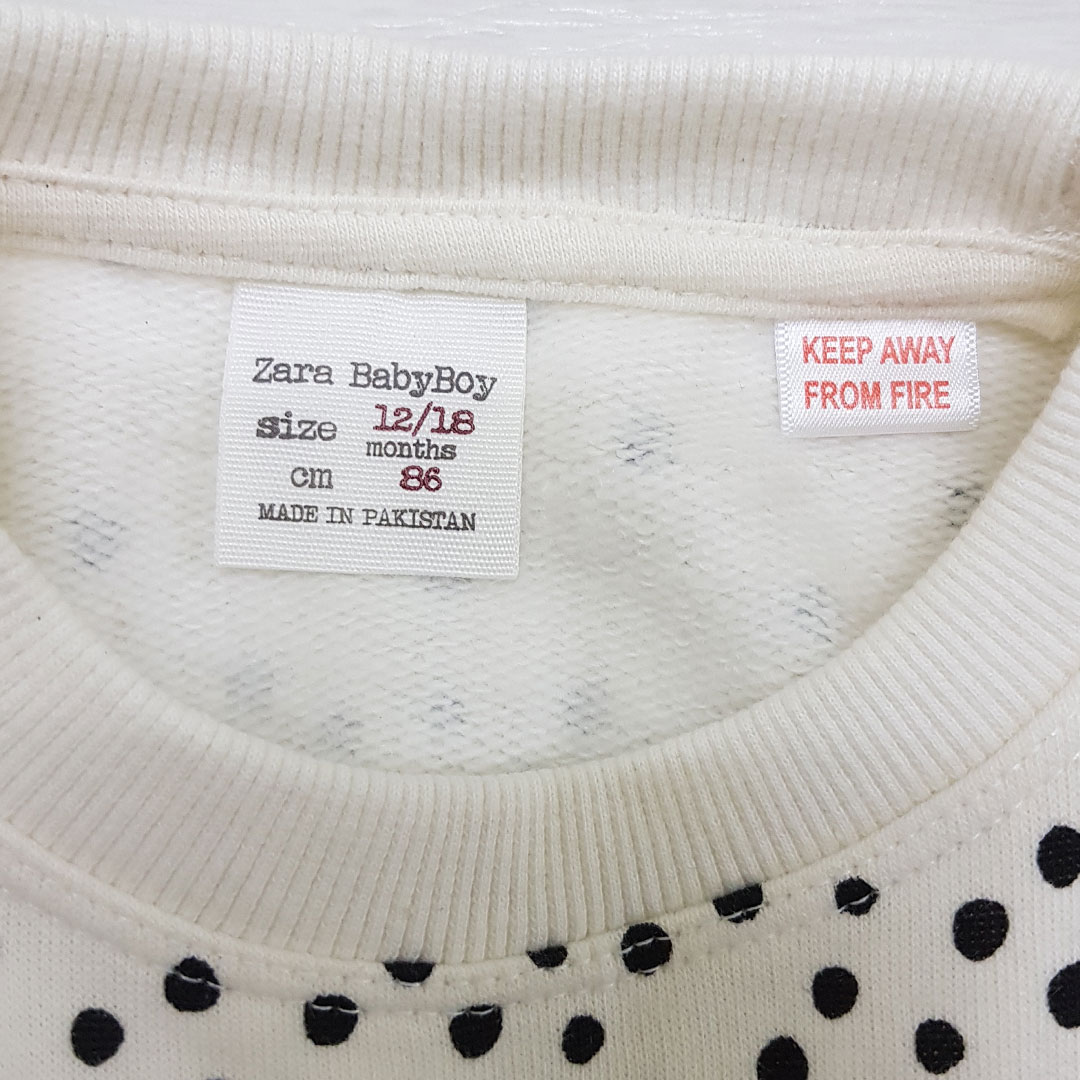 Zara BabyBoy
size 12/18
months
cm 86
MADE IN PAKISTAN
KEEP AWAY
FROM FIRE